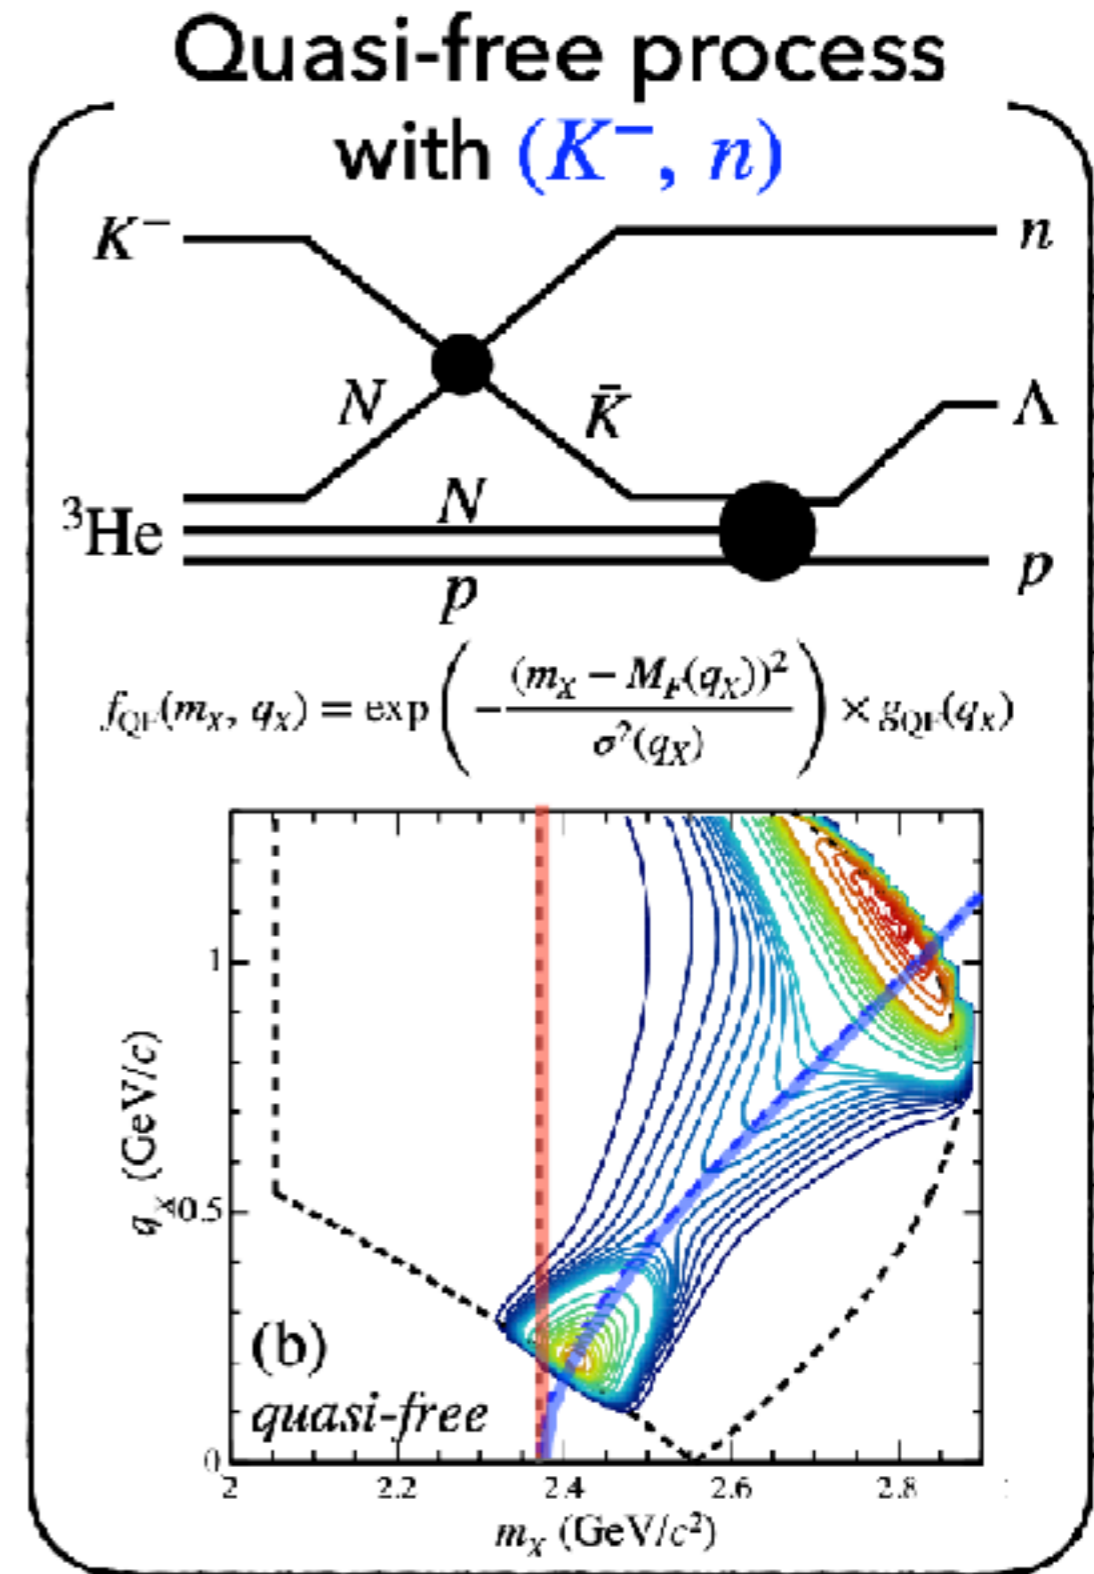 Quasi-free process
with (K⁻, n)
K⁻
n
N
K̄
Λ
³He
N
p
p
f_QF(m_X, q_X) = exp(−(m_X − M_F(q_X))² / σ²(q_X)) × g_QF(q_X)
q_X (GeV/c)
1
0.5
0
(b)
quasi-free
2 2.2 2.4 2.6 2.8
m_X (GeV/c²)